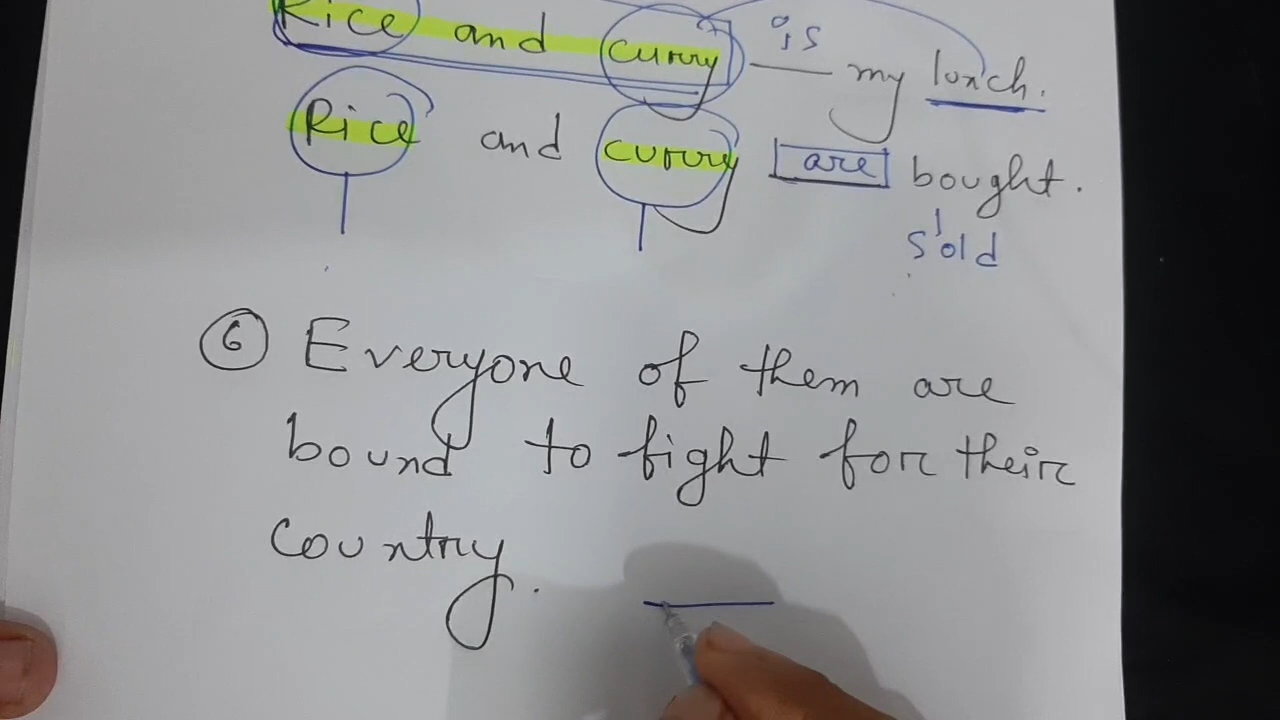 Rice and curry is my lunch.
Rice and curry are bought.
sold
6 Everyone of them are
bound to fight for their
country.